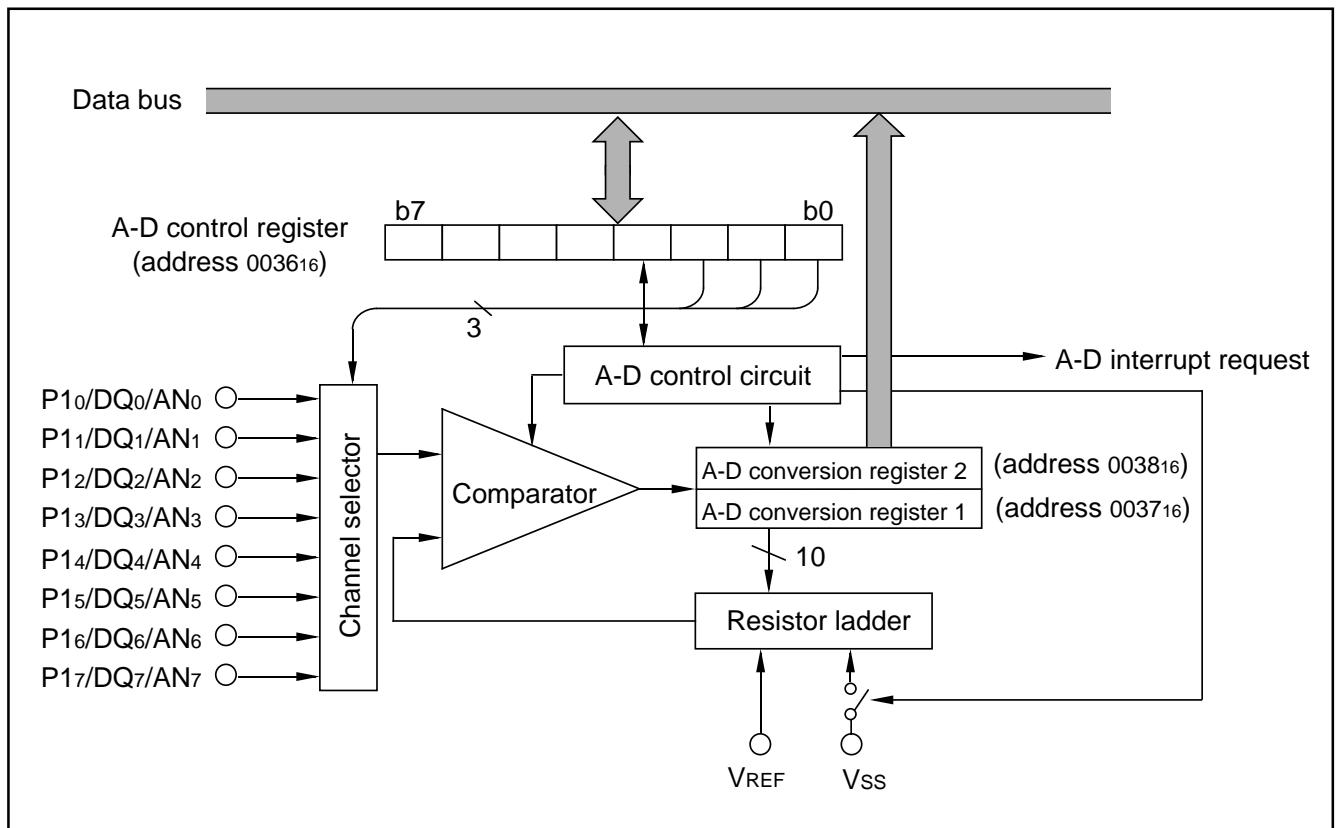 Data bus
b7
b0
A-D control register
(address 0036₁₆)
3
A-D control circuit
A-D interrupt request
P1₀/DQ₀/AN₀
P1₁/DQ₁/AN₁
P1₂/DQ₂/AN₂
P1₃/DQ₃/AN₃
P1₄/DQ₄/AN₄
P1₅/DQ₅/AN₅
P1₆/DQ₆/AN₆
P1₇/DQ₇/AN₇
Channel selector
Comparator
A-D conversion register 2
(address 0038₁₆)
A-D conversion register 1
(address 0037₁₆)
10
Resistor ladder
VREF
VSS